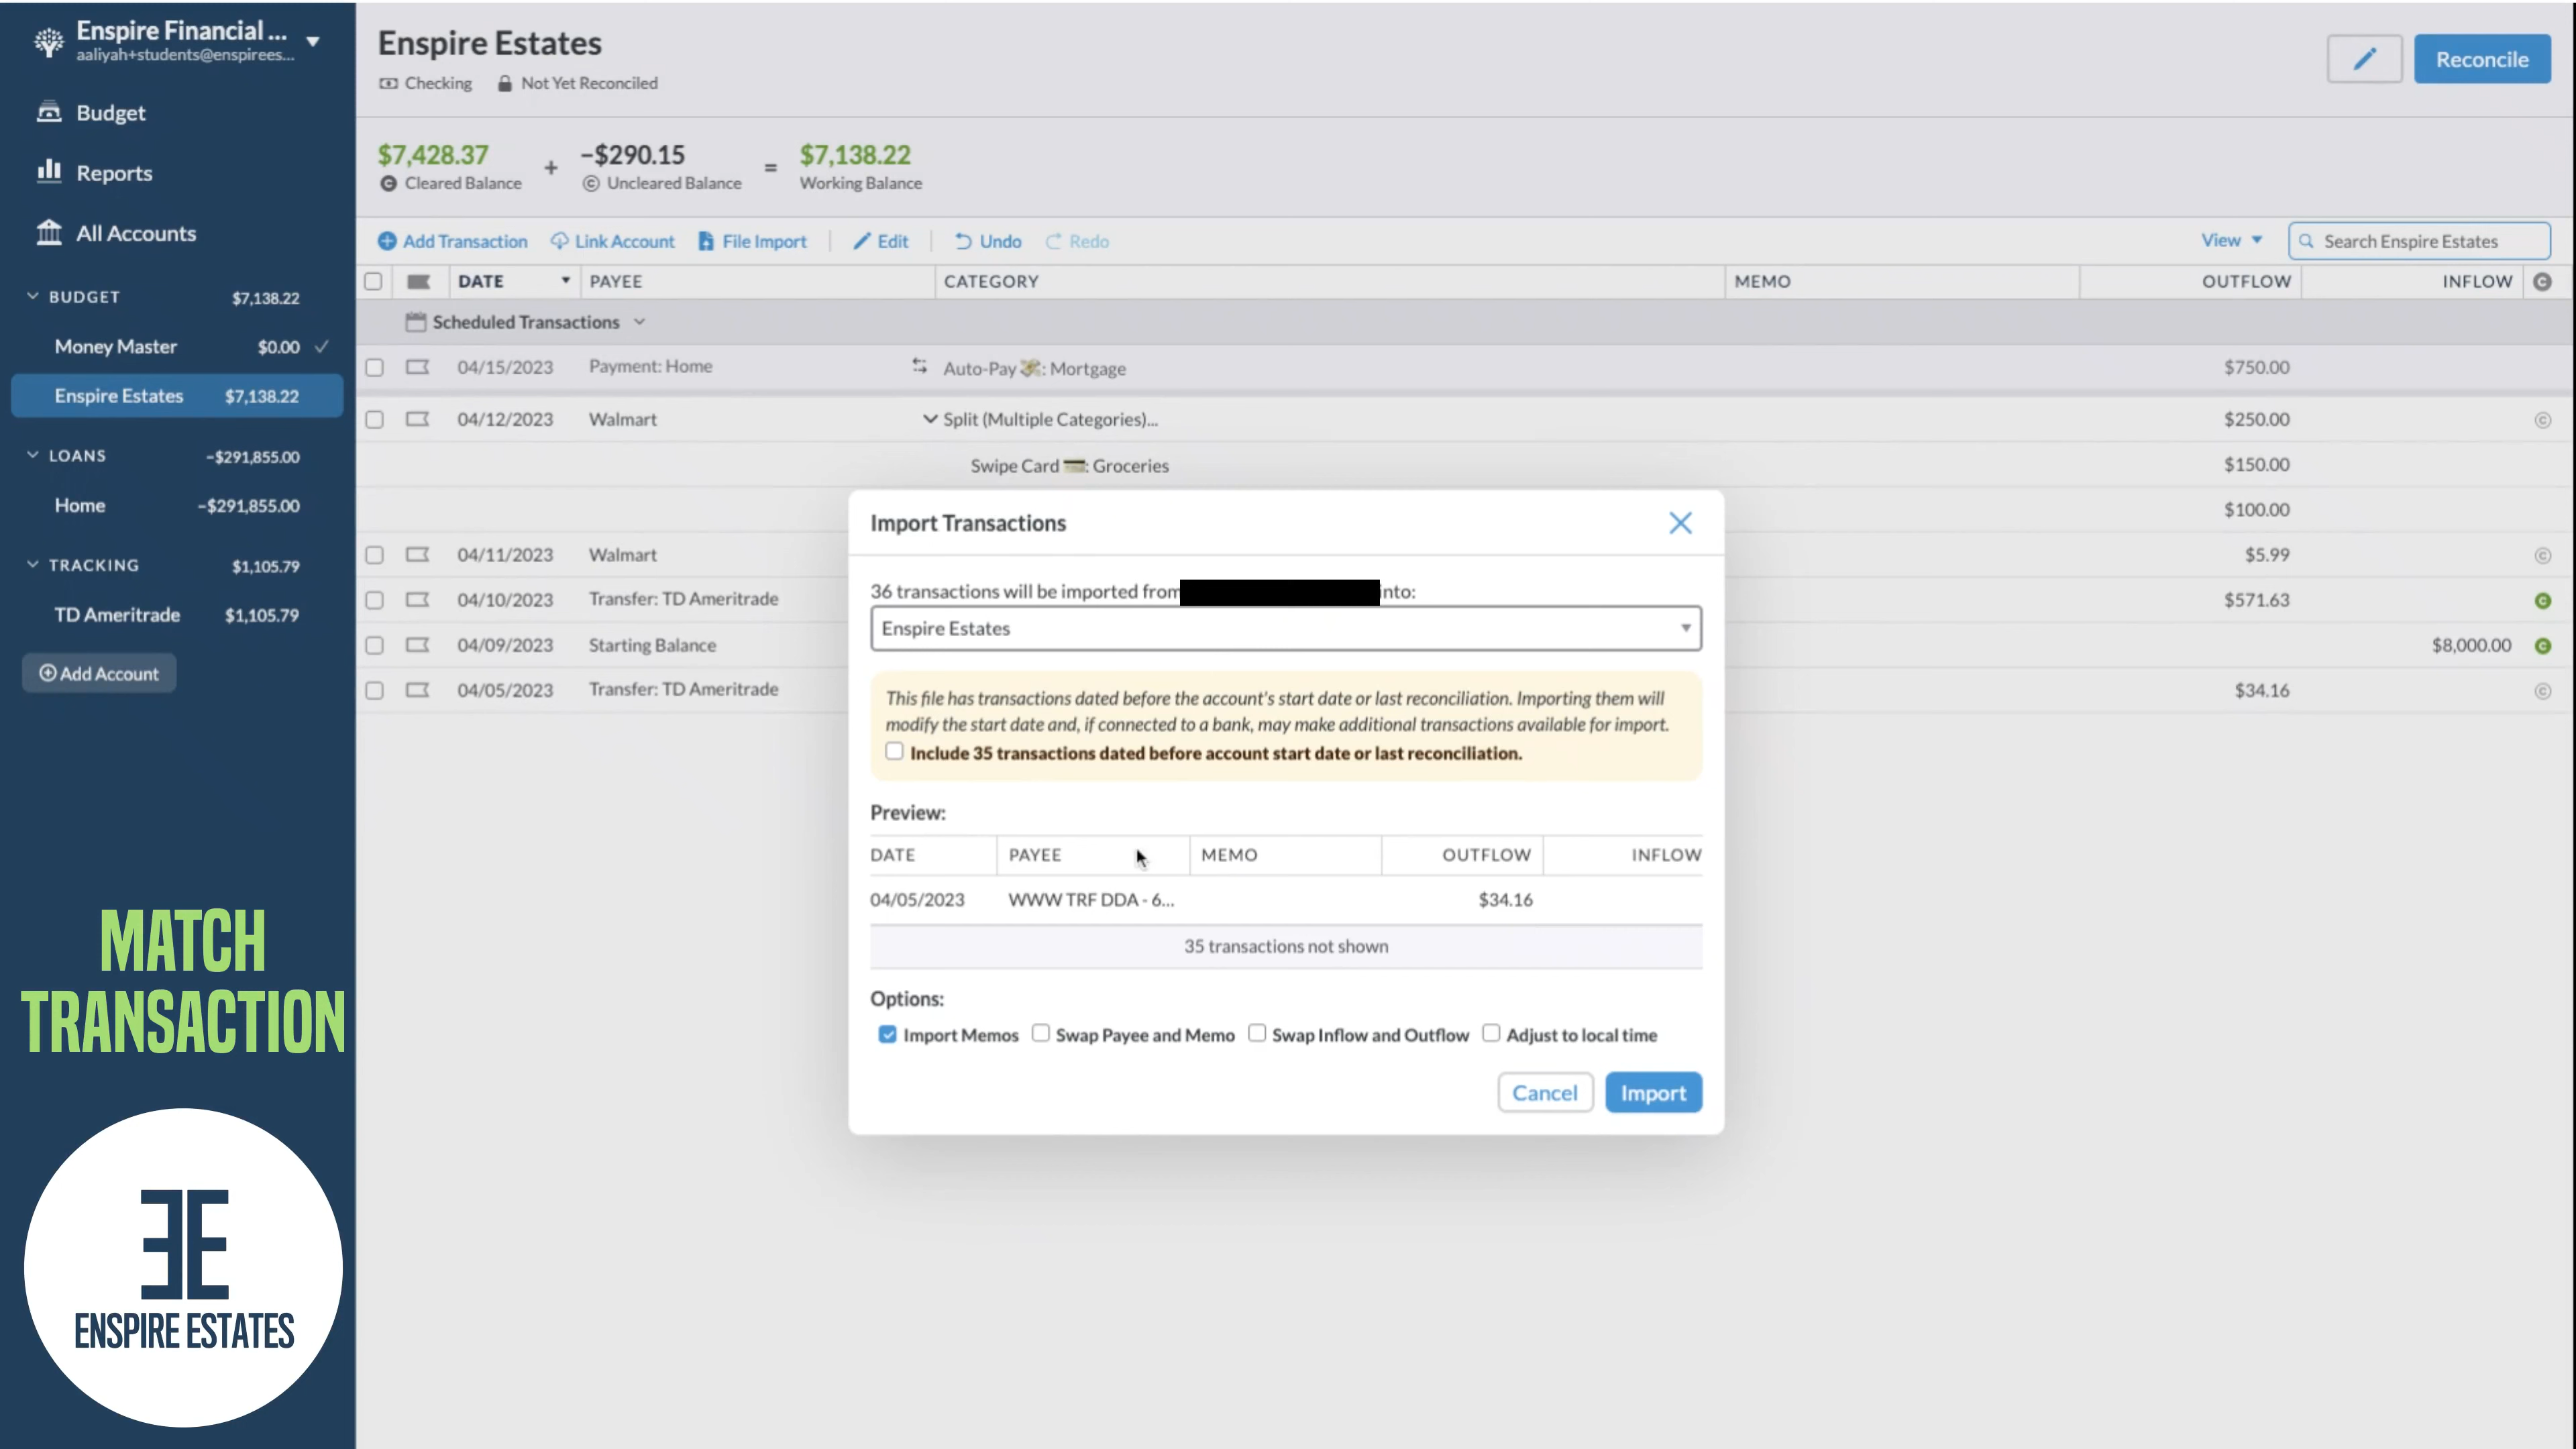 Enspire Financial ...
aaliyah+students@enspirees...
Budget
Reports
All Accounts
BUDGET $7,138.22
Money Master $0.00
Enspire Estates $7,138.22
LOANS −$291,855.00
Home −$291,855.00
TRACKING $1,105.79
TD Ameritrade $1,105.79
Add Account
MATCH
TRANSACTION
ENSPIRE ESTATES
Enspire Estates
Checking Not Yet Reconciled
Reconcile
$7,428.37 + −$290.15 = $7,138.22
Cleared Balance Uncleared Balance Working Balance
Add Transaction Link Account File Import Edit Undo Redo View Search Enspire Estates
DATE PAYEE CATEGORY MEMO OUTFLOW INFLOW
Scheduled Transactions
04/15/2023 Payment: Home Auto-Pay💸: Mortgage $750.00
04/12/2023 Walmart Split (Multiple Categories)... $250.00
Swipe Card 💳: Groceries $150.00
$100.00
04/11/2023 Walmart $5.99
04/10/2023 Transfer: TD Ameritrade $571.63
04/09/2023 Starting Balance $8,000.00
04/05/2023 Transfer: TD Ameritrade $34.16
Import Transactions
36 transactions will be imported from into:
Enspire Estates
This file has transactions dated before the account's start date or last reconciliation. Importing them will
modify the start date and, if connected to a bank, may make additional transactions available for import.
Include 35 transactions dated before account start date or last reconciliation.
Preview:
DATE PAYEE MEMO OUTFLOW INFLOW
04/05/2023 WWW TRF DDA - 6... $34.16
35 transactions not shown
Options:
Import Memos Swap Payee and Memo Swap Inflow and Outflow Adjust to local time
Cancel Import